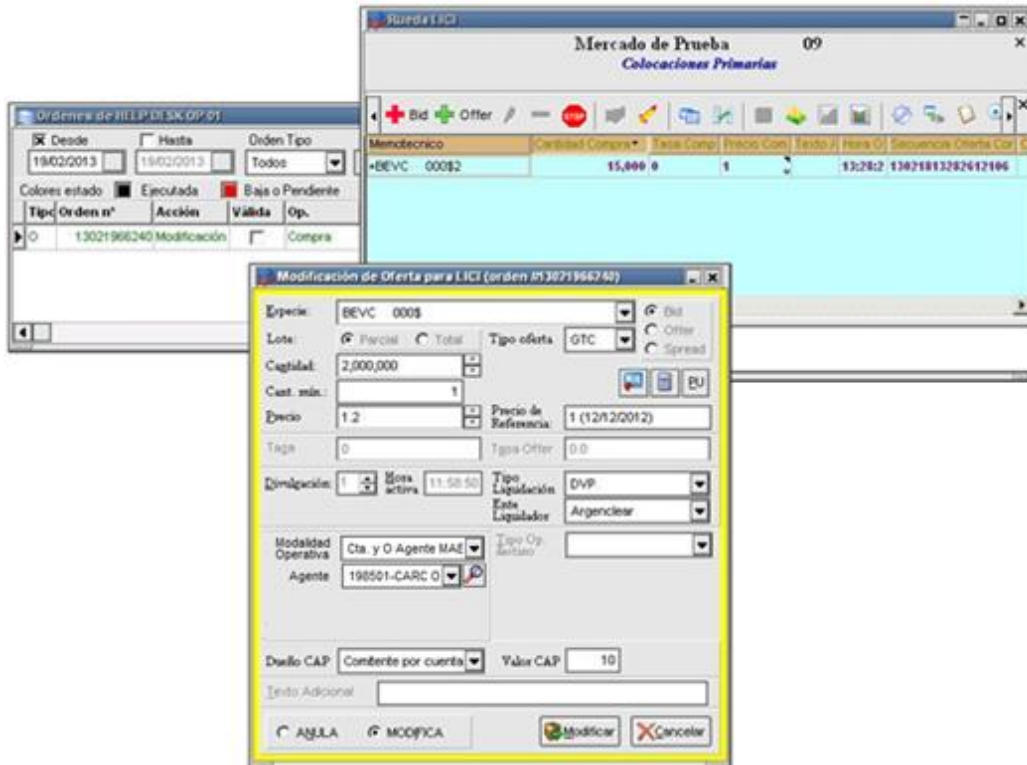 Rueda LICI
Mercado de Prueba 09
Colocaciones Primarias
Bid Offer STOP
Memotecnico Cantidad Compra Tasa Comp Precio Com Texto Hora O Secuencia Oferta Cor
+BEVC 000$2 15,000 0 1 13:28:2 13021813282612106
Ordenes de HELP DESK OP 01
Desde Hasta Orden Tipo
19/02/2013 19/02/2013 Todos
Colores estado Ejecutada Baja o Pendiente
Tipo Orden n° Acción Válida Op.
O 13021966240 Modificación Compra
Modificación de Oferta para LICI (orden #13021966240)
Especie: BEVC 000$ Bid
Lote: Parcial Total Tipo oferta GTC Offer
Spread
Cantidad: 2,000,000
Cant. mín.: 1 PU
Precio 1.2 Precio de Referencia: 1 (12/12/2012)
Tasa 0 Tasa Offer 0.0
Divulgación: 1 Hora activa 11:58:50 Tipo Liquidación DVP
Ente Liquidador Argenclear
Modalidad Operativa Cta. y O Agente MAE Tipo Op. destino
Agente 198501-CARC O
Dueño CAP Comitente por cuenta Valor CAP 10
Texto Adicional
ANULA MODIFICA Modificar Cancelar